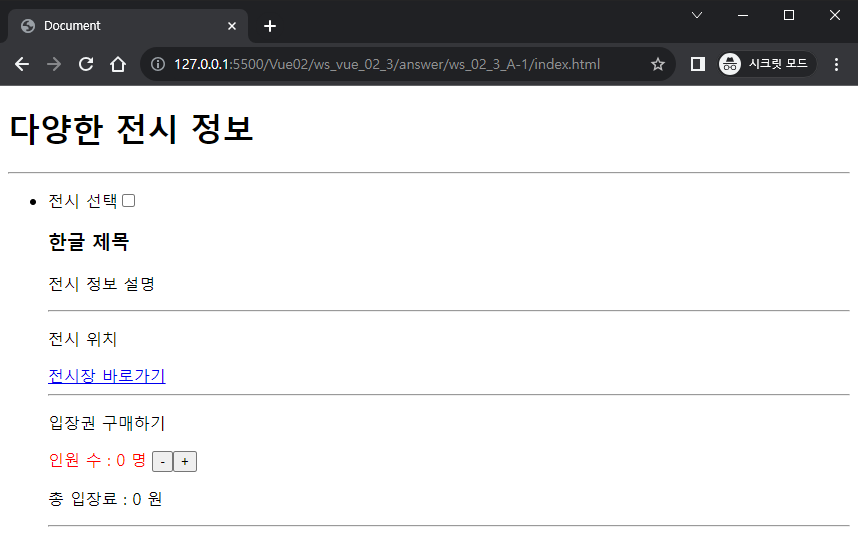 Document
127.0.0.1:5500/Vue02/ws_vue_02_3/answer/ws_02_3_A-1/index.html
시크릿 모드
다양한 전시 정보
전시 선택
한글 제목
전시 정보 설명
전시 위치
전시장 바로가기
입장권 구매하기
인원 수 : 0 명 - +
총 입장료 : 0 원